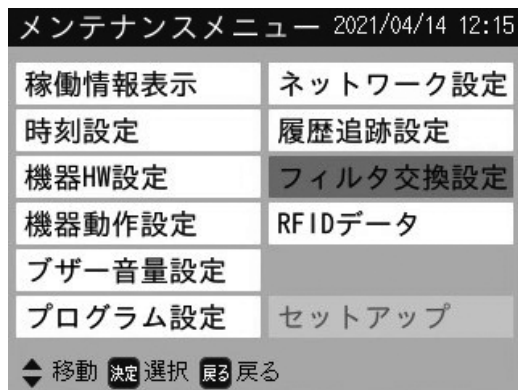 メンテナンスメニュー 2021/04/14 12:15
稼働情報表示
時刻設定
機器HW設定
機器動作設定
ブザー音量設定
プログラム設定
ネットワーク設定
履歴追跡設定
フィルタ交換設定
RFIDデータ
セットアップ
移動 決定 選択 戻る 戻る